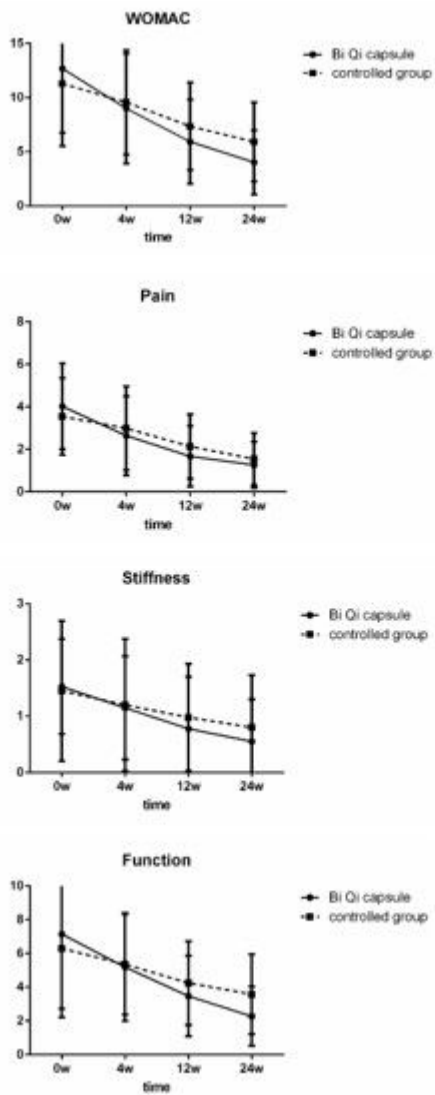 WOMAC
15
10
5
0
0w 4w 12w 24w
time
Bi Qi capsule
controlled group
Pain
8
6
4
2
0
0w 4w 12w 24w
time
Bi Qi capsule
controlled group
Stiffness
3
2
1
0
0w 4w 12w 24w
time
Bi Qi capsule
controlled group
Function
10
8
6
4
2
0
0w 4w 12w 24w
time
Bi Qi capsule
controlled group